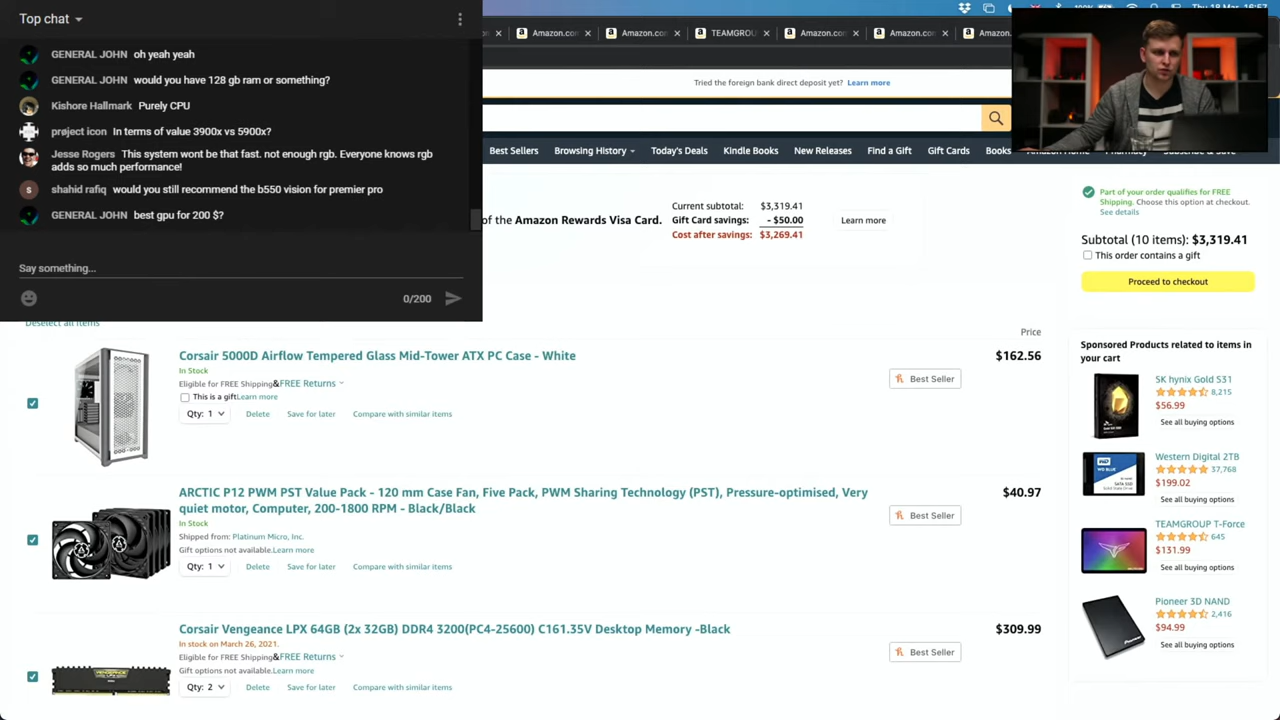 Top chat
GENERAL JOHN oh yeah yeah
GENERAL JOHN would you have 128 gb ram or something?
Kishore Hallmark Purely CPU
project icon In terms of value 3900x vs 5900x?
Jesse Rogers This system wont be that fast. not enough rgb. Everyone knows rgb
adds so much performance!
s shahid rafiq would you still recommend the b550 vision for premier pro
GENERAL JOHN best gpu for 200 $?
Say something...
0/200
Amazon.con
Amazon.co
TEAMGROU
Amazon.co
Amazon.co
Amazon.
Tried the foreign bank direct deposit yet? Learn more
Best Sellers
Browsing History
Today's Deals
Kindle Books
New Releases
Find a Gift
Gift Cards
Books
of the Amazon Rewards Visa Card.
Current subtotal: $3,319.41
Gift Card savings: - $50.00
Cost after savings: $3,269.41
Learn more
Part of your order qualifies for FREE
Shipping. Choose this option at checkout.
See details
Subtotal (10 items): $3,319.41
This order contains a gift
Proceed to checkout
Deselect all items
Price
Corsair 5000D Airflow Tempered Glass Mid-Tower ATX PC Case - White
$162.56
In Stock
Eligible for FREE Shipping&FREE Returns
This is a giftLearn more
Qty: 1
Delete
Save for later
Compare with similar items
Best Seller
ARCTIC P12 PWM PST Value Pack - 120 mm Case Fan, Five Pack, PWM Sharing Technology (PST), Pressure-optimised, Very
quiet motor, Computer, 200-1800 RPM - Black/Black
$40.97
In Stock
Shipped from: Platinum Micro, Inc.
Gift options not available.Learn more
Qty: 1
Delete
Save for later
Compare with similar items
Best Seller
Corsair Vengeance LPX 64GB (2x 32GB) DDR4 3200(PC4-25600) C161.35V Desktop Memory -Black
$309.99
In stock on March 26, 2021.
Eligible for FREE Shipping&FREE Returns
Gift options not available.Learn more
Qty: 2
Delete
Save for later
Compare with similar items
Best Seller
Sponsored Products related to items in
your cart
SK hynix Gold S31
8,215
$56.99
See all buying options
Western Digital 2TB
37,768
$199.02
See all buying options
TEAMGROUP T-Force
645
$131.99
See all buying options
Pioneer 3D NAND
2,416
$94.99
See all buying options